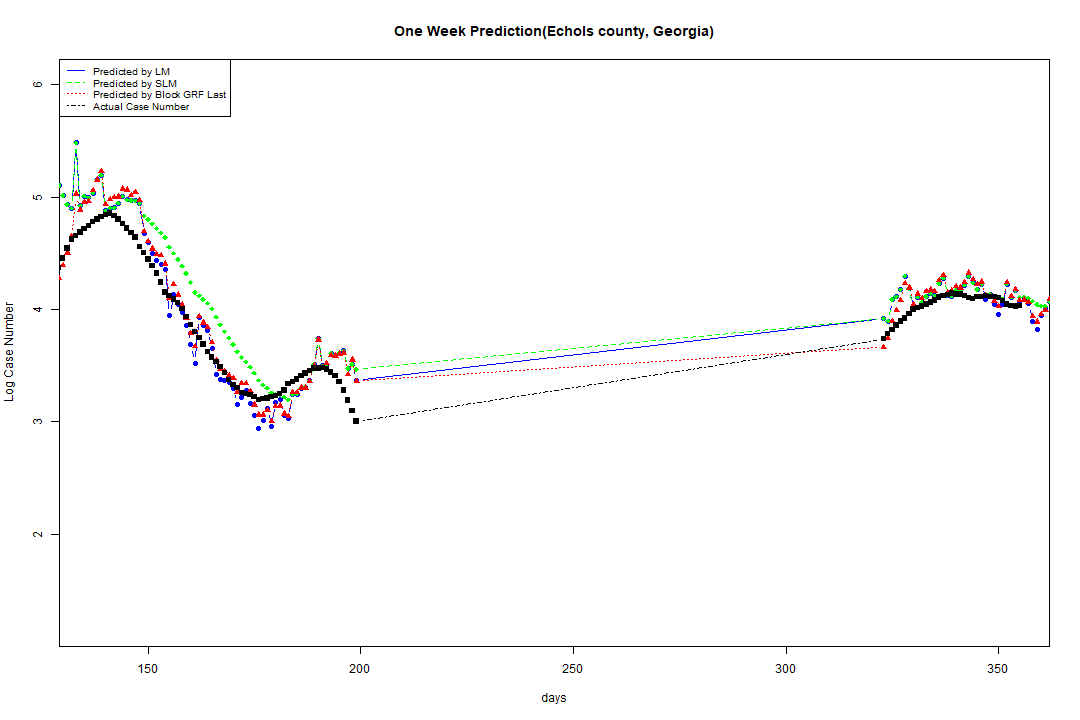 One Week Prediction(Echols county, Georgia)
Predicted by LM
Predicted by SLM
Predicted by Block GRF Last
Actual Case Number
6
5
4
3
2
Log Case Number
150 200 250 300 350
days